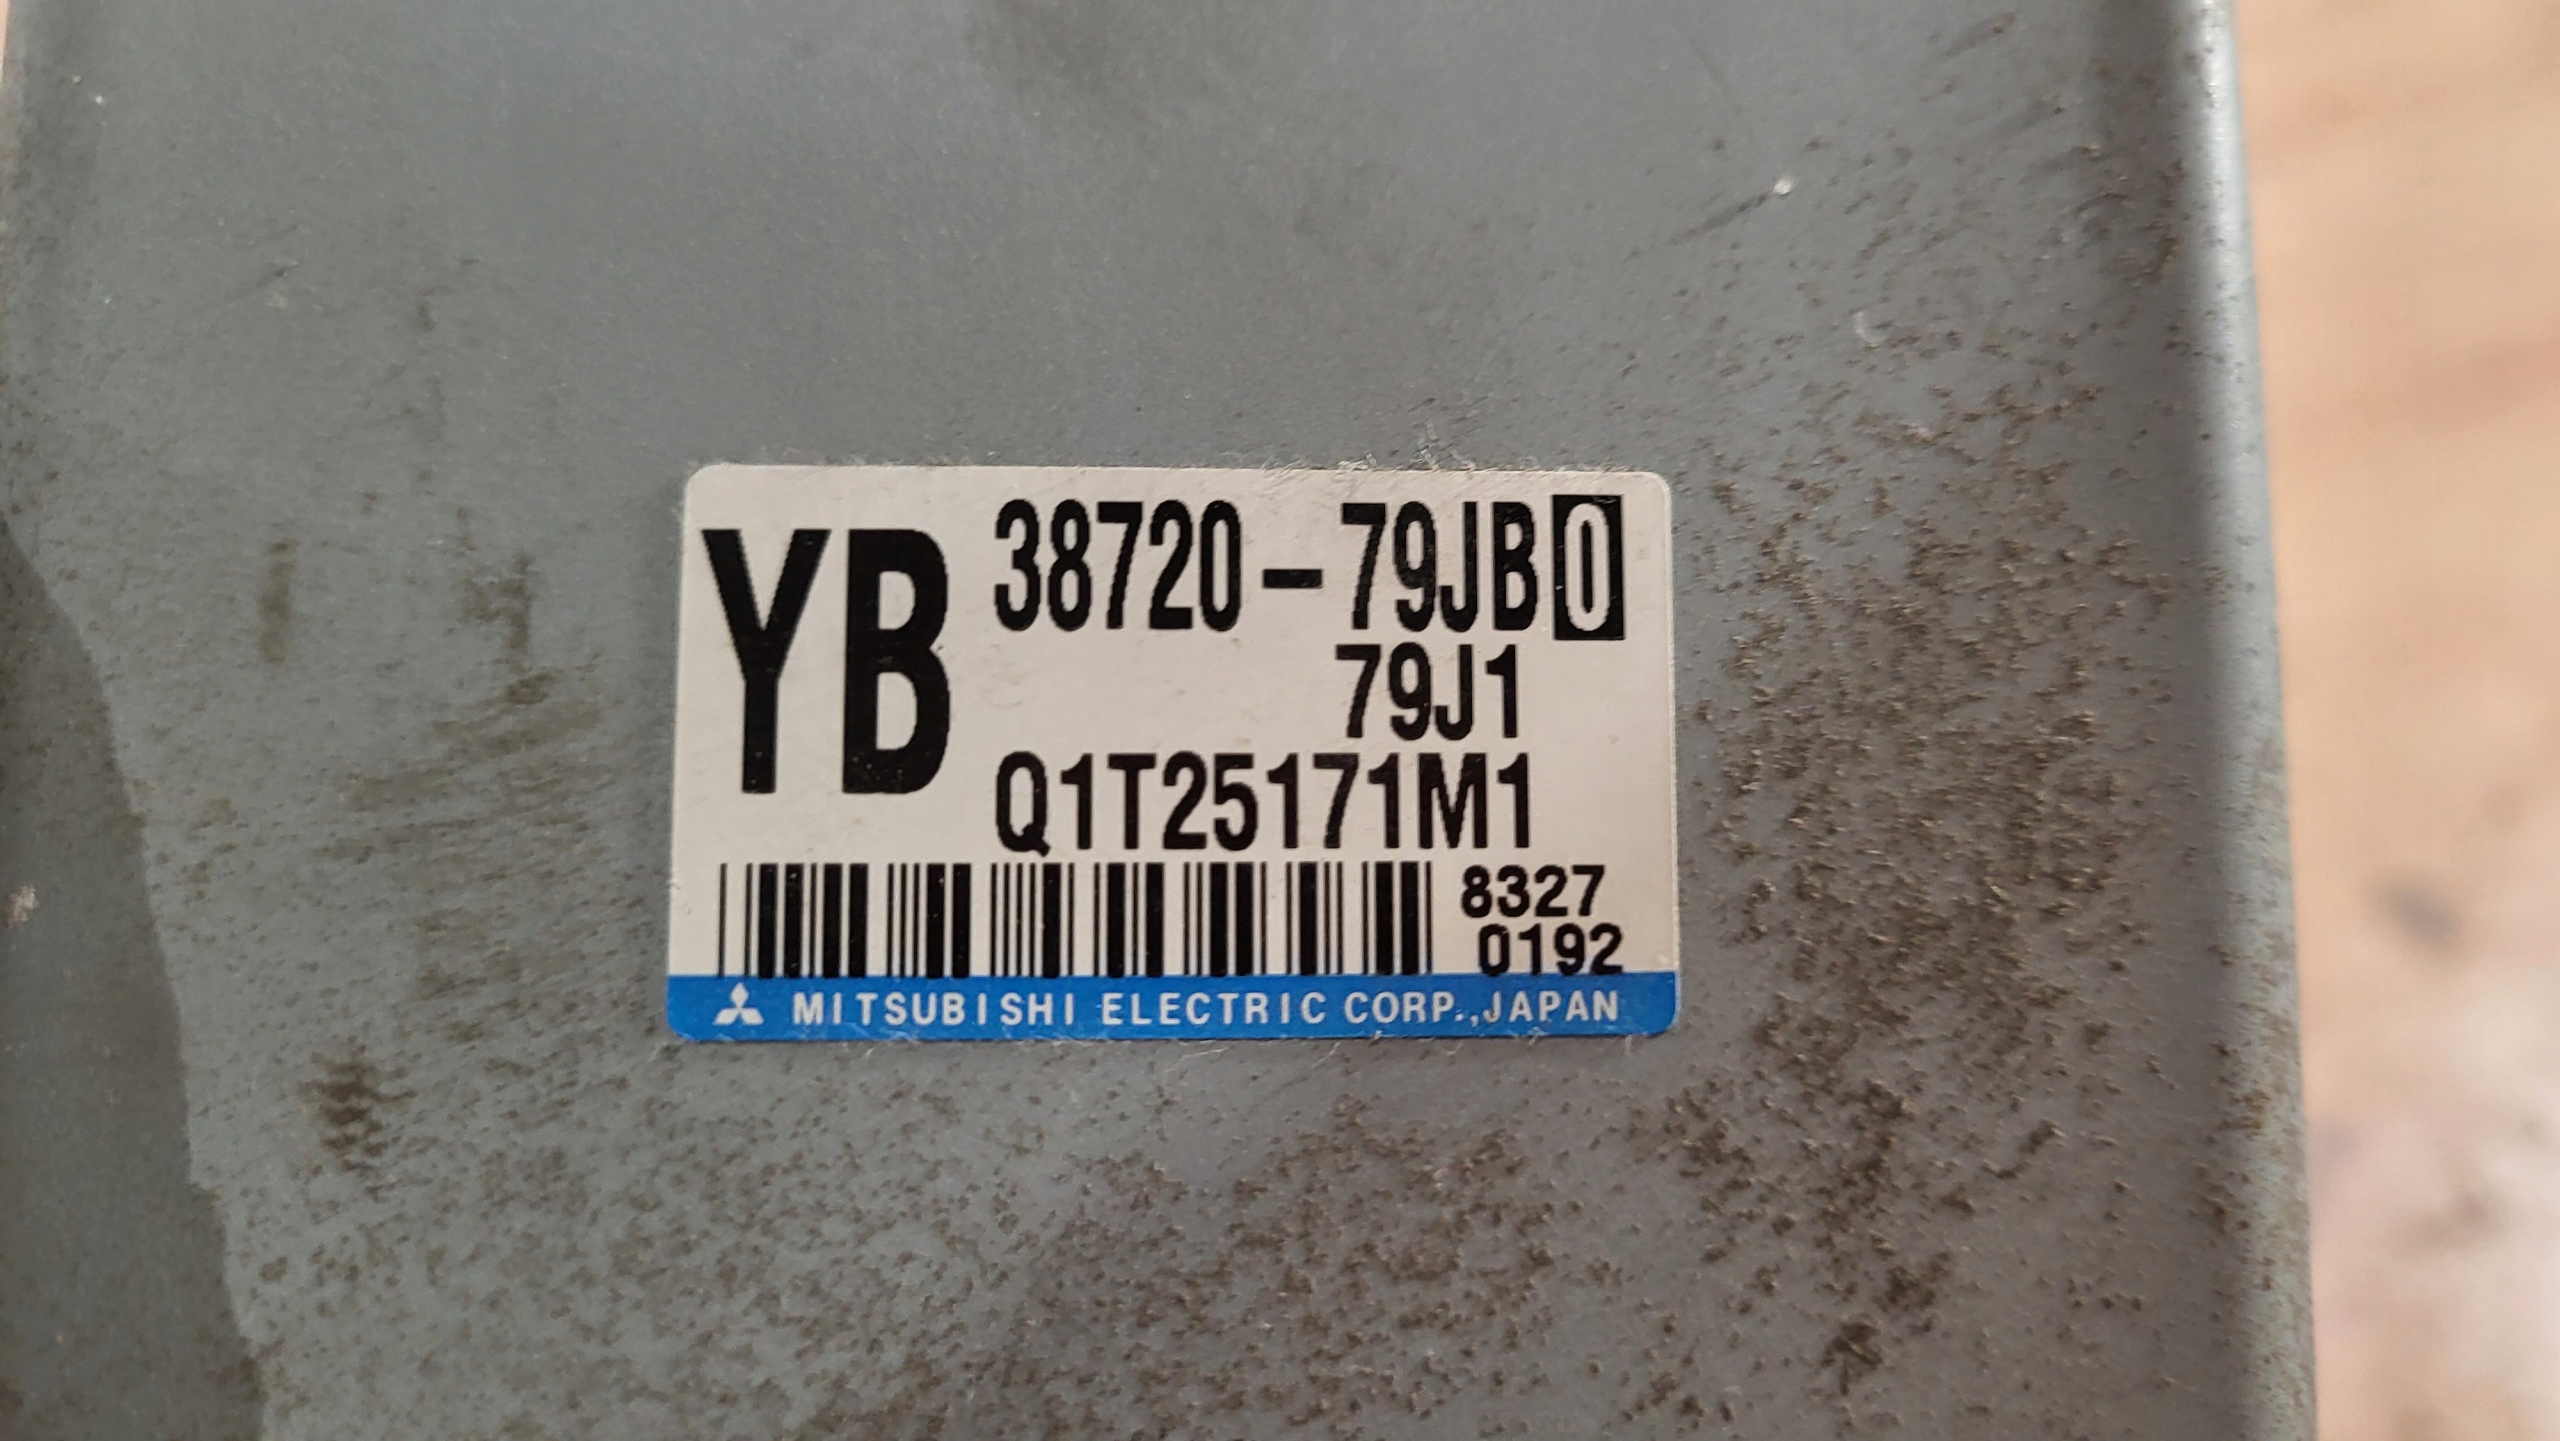 YB
38720-79JB0
79J1
Q1T25171M1
8327
0192
MITSUBISHI ELECTRIC CORP.,JAPAN